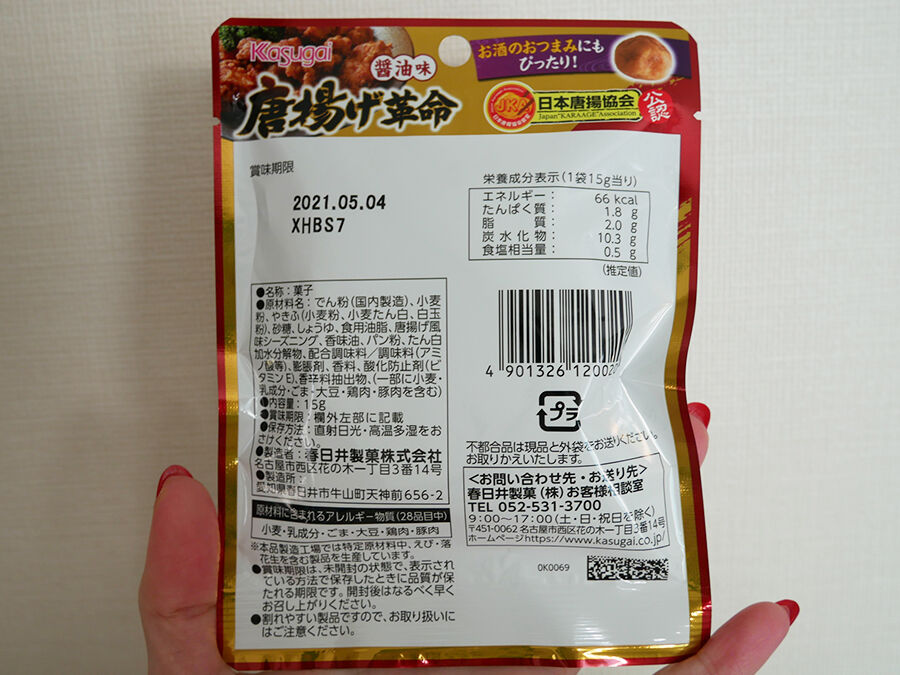 Kasugai
醤油味
唐揚げ革命
お酒のおつまみにも
ぴったり!
JKA
日本唐揚協会
Japan "KARAAGE" Association
公認
賞味期限
2021.05.04
XHBS7
栄養成分表示(1袋15g当り)
エネルギー: 66 kcal
たんぱく質: 1.8 g
脂質: 2.0 g
炭水化物: 10.3 g
食塩相当量: 0.5 g
(推定値)
●名称:菓子
●原材料名:でん粉(国内製造)、小麦
粉、やきふ(小麦粉、小麦たん白、白玉
粉)、砂糖、しょうゆ、食用油脂、唐揚げ風
味シーズニング、香味油、パン粉、たん白
加水分解物、配合調味料/調味料(アミ
ノ酸等)、膨脹剤、香料、酸化防止剤(ビ
タミンE)、香辛料抽出物、(一部に小麦・
乳成分・ごま・大豆・鶏肉・豚肉を含む)
●内容量:15g
●賞味期限:欄外左部に記載
●保存方法:直射日光・高温多湿をお
さけください。
●製造者:春日井製菓株式会社
名古屋市西区花の木一丁目3番14号
●製造所:
愛知県春日井市牛山町天神前656-2
原材料に含まれるアレルギー物質(28品目中)
小麦・乳成分・ごま・大豆・鶏肉・豚肉
※本品製造工場では特定原材料中、えび・落
花生を含む製品を生産しています。
●賞味期限は、未開封の状態で、表示され
ている方法で保存したときに品質が保
たれる期限です。開封後はなるべく早く
お召し上がりください。
●割れやすい製品ですので、お取り扱いに
はご注意ください。
4 901326 12002
プラ
不都合品は現品と外袋をお送りください。
お取りかえいたします。
<お問い合わせ先・お送り先>
春日井製菓(株)お客様相談室
TEL 052-531-3700
9:00~17:00(土・日・祝日を除く)
〒451-0062 名古屋市西区花の木一丁目3番14号
ホームページhttps://www.kasugai.co.jp/
0K0069